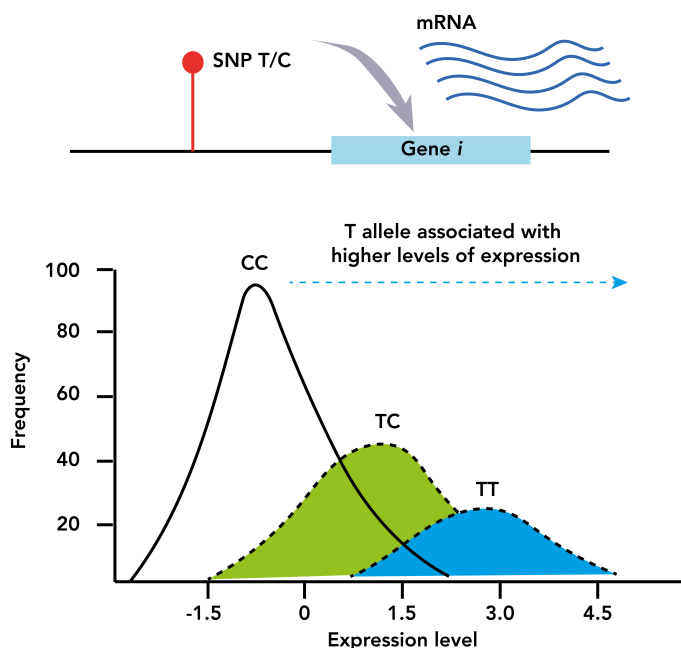 mRNA
SNP T/C
Gene i
T allele associated with
higher levels of expression
CC
100
80
60
40
20
Frequency
TC
TT
-1.5
0
1.5
3.0
4.5
Expression level